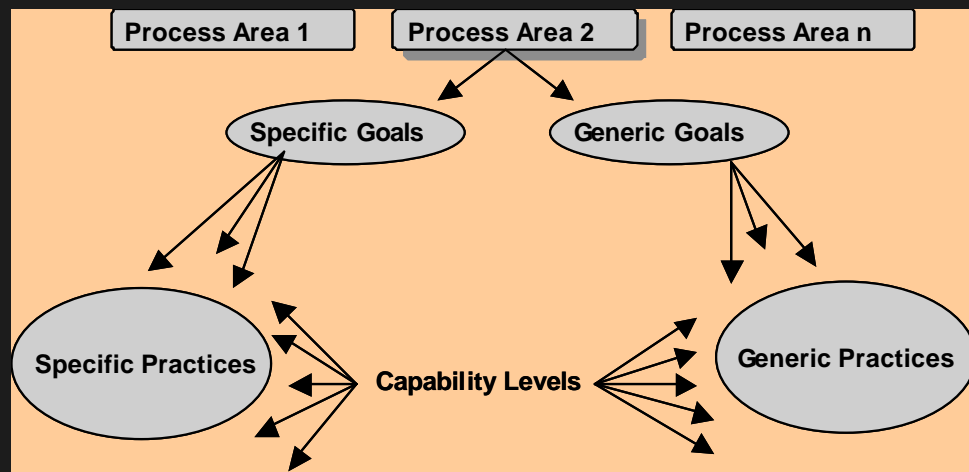 Process Area 1
Process Area 2
Process Area n
Specific Goals
Generic Goals
Specific Practices
Capability Levels
Generic Practices